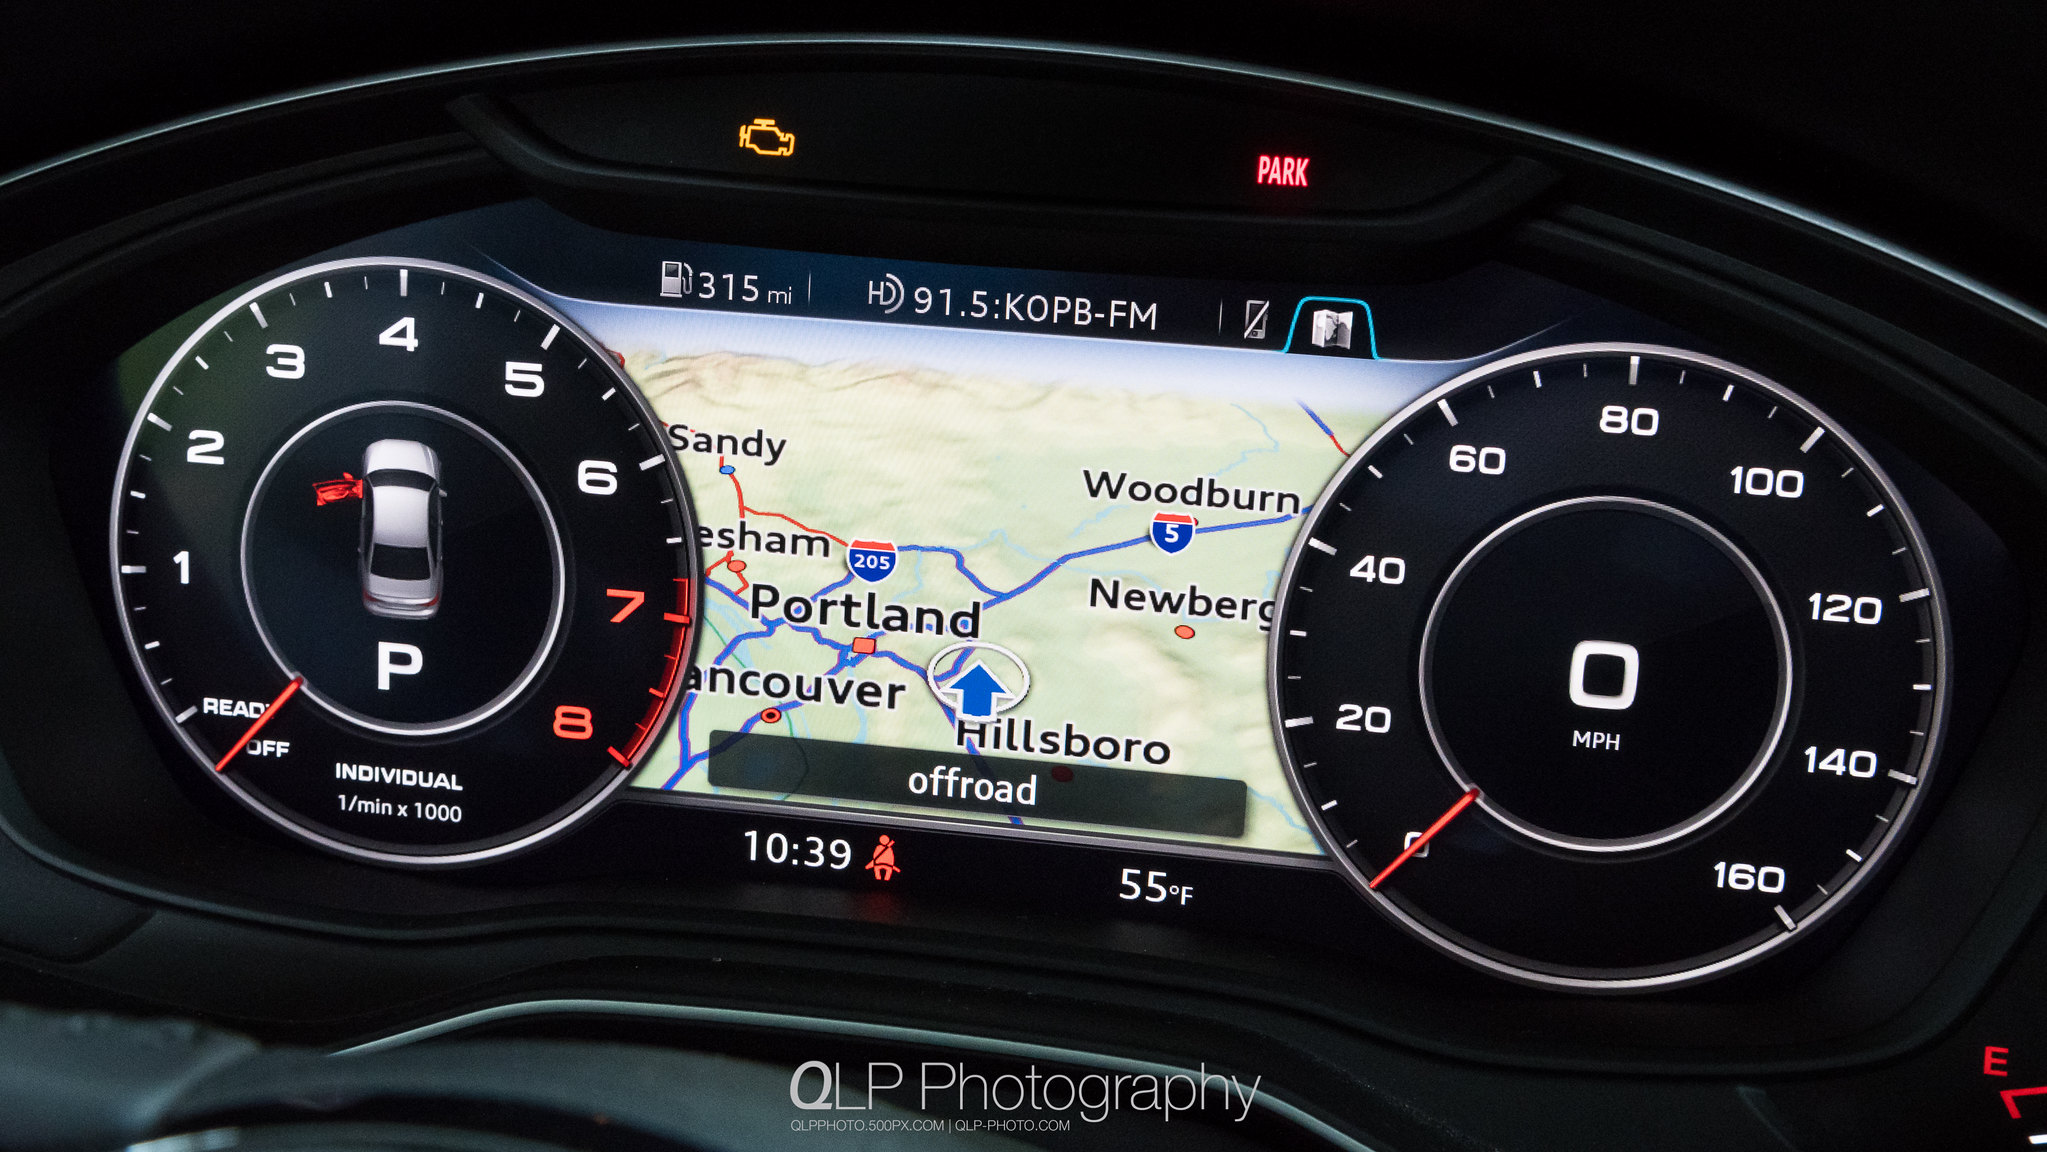 PARK
315 mi
HD 91.5:KOPB-FM
4
3
5
2
6
1
7
8
P
READY
OFF
INDIVIDUAL
1/min x 1000
Sandy
Woodburn
5
esham
205
Newberg
Portland
ancouver
Hillsboro
offroad
10:39
55°F
80
60
100
40
120
20
140
0
160
0
MPH
E
QLP Photography
QLPPHOTO.500PX.COM | QLP-PHOTO.COM